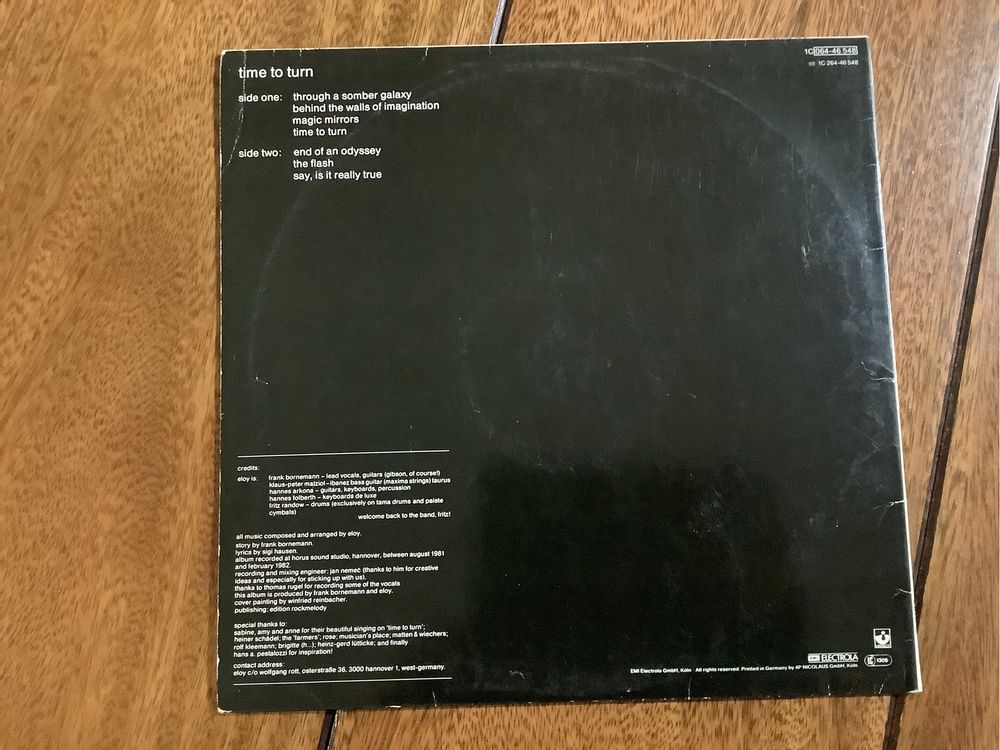 time to turn
1C 064-46 548
1C 264-46 548
side one: through a somber galaxy
behind the walls of imagination
magic mirrors
time to turn
side two: end of an odyssey
the flash
say, is it really true
credits:
eloy is: frank bornemann – lead vocals, guitars (gibson, of course!)
klaus-peter matziol – ibanez bass guitar (maxima strings) taurus
hannes arkona – guitars, keyboards, percussion
hannes folberth – keyboards de luxe
fritz randow – drums (exclusively on tama drums and paiste
cymbals)
welcome back to the band, fritz!
all music composed and arranged by eloy.
story by frank bornemann.
lyrics by sigi hausen.
album recorded at horus sound studio, hannover, between august 1981
and february 1982.
recording and mixing engineer: jan nemec (thanks to him for creative
ideas and especially for sticking up with us).
thanks to thomas rugel for recording some of the vocals
this album is produced by frank bornemann and eloy.
cover painting by winfried reinbacher.
publishing: edition rockmelody
special thanks to:
sabine, amy and anne for their beautiful singing on 'time to turn';
heiner schädel; the 'farmers'; rose; musician's place; matten & wiechers;
rolf kleemann; brigitte (h...); heinz-gerd lütticke; and finally
hans a. pestalozzi for inspiration!
contact address:
eloy c/o wolfgang rott, osterstraße 36, 3000 hannover 1, west-germany.
EMI ELECTROLA
1305
EMI Electrola GmbH, Köln All rights reserved Printed in Germany by 4P NICOLAUS GmbH, Köln